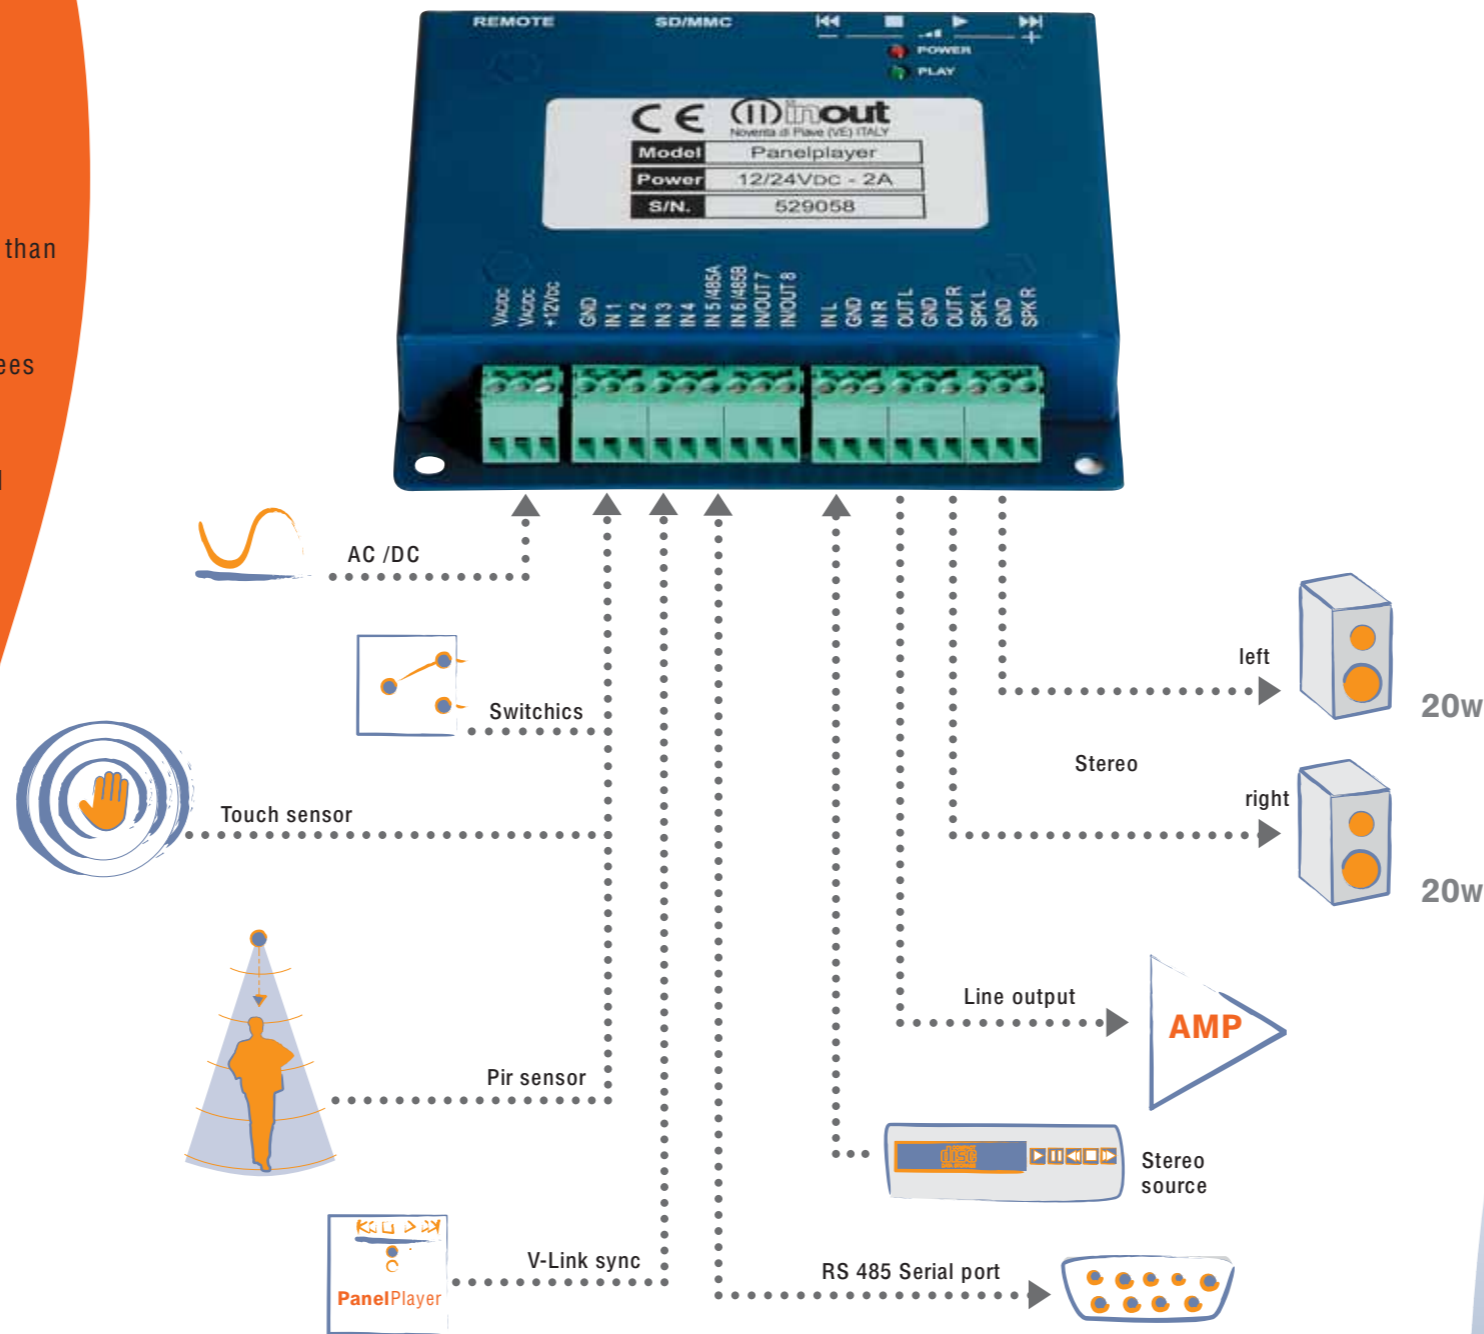 REMOTE SD/MMC
POWER
PLAY
CE inout
Noventa di Piave (VE) ITALY
Model Panelplayer
Power 12/24VDC - 2A
S/N. 529058
than
ees
VACDC VACDC +12VDC GND IN 1 IN 2 IN 3 IN 4 IN 5 /485A IN 6 /485B IN/OUT 7 IN/OUT 8 IN L GND IN R OUT L GND OUT R SPK L GND SPK R
AC /DC
left
20W
Switchics
Stereo
right
Touch sensor
20W
Line output
AMP
Pir sensor
disc
Stereo
source
V-Link sync
RS 485 Serial port
PanelPlayer